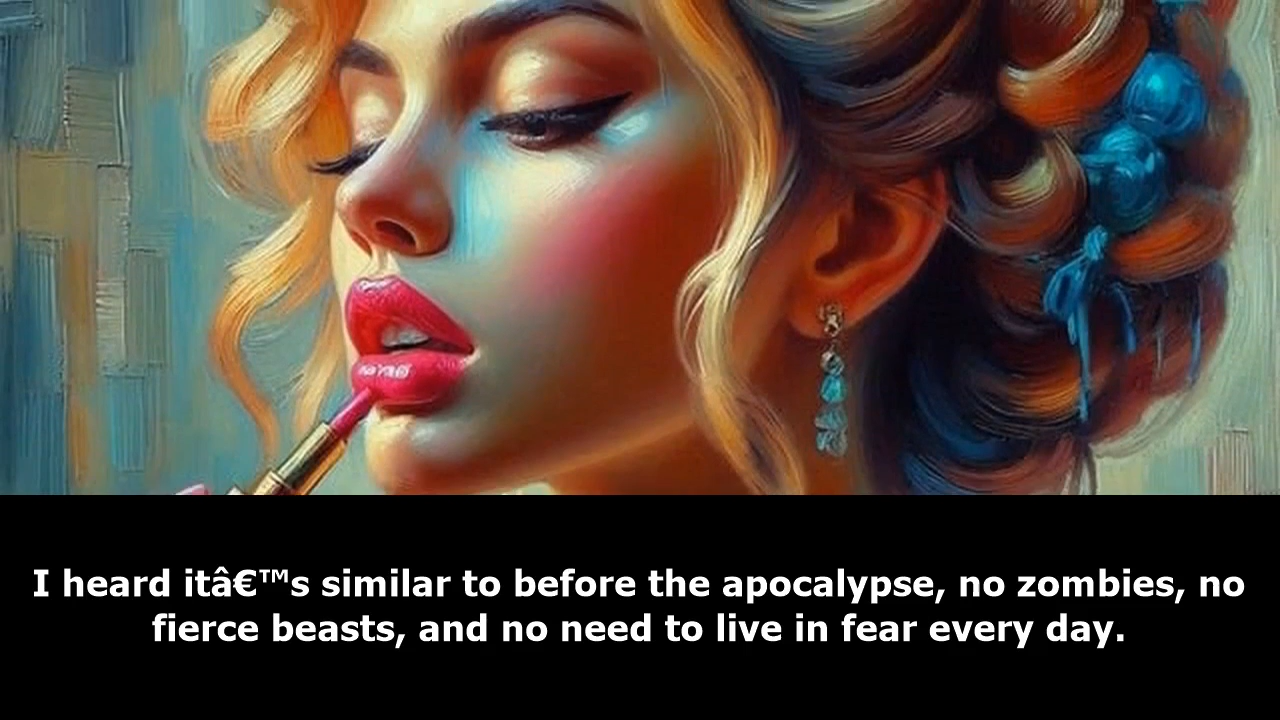 I heard itâ€™s similar to before the apocalypse, no zombies, no
fierce beasts, and no need to live in fear every day.